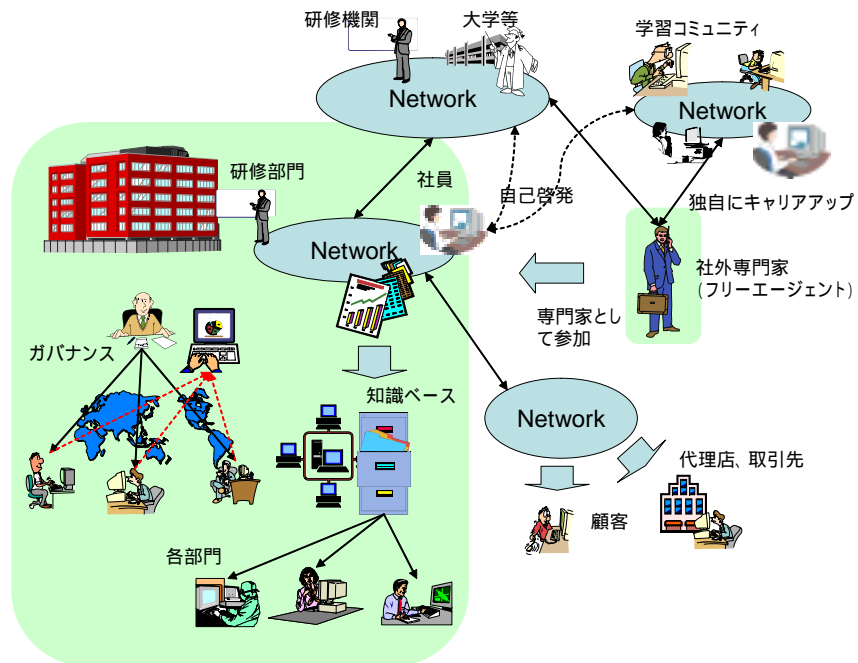 研修機関
大学等
学習コミュニティ
Network
Network
研修部門
社員
自己啓発
独自にキャリアアップ
Network
社外専門家
(フリーエージェント)
専門家とし
て参加
ガバナンス
知識ベース
Network
代理店、取引先
顧客
各部門